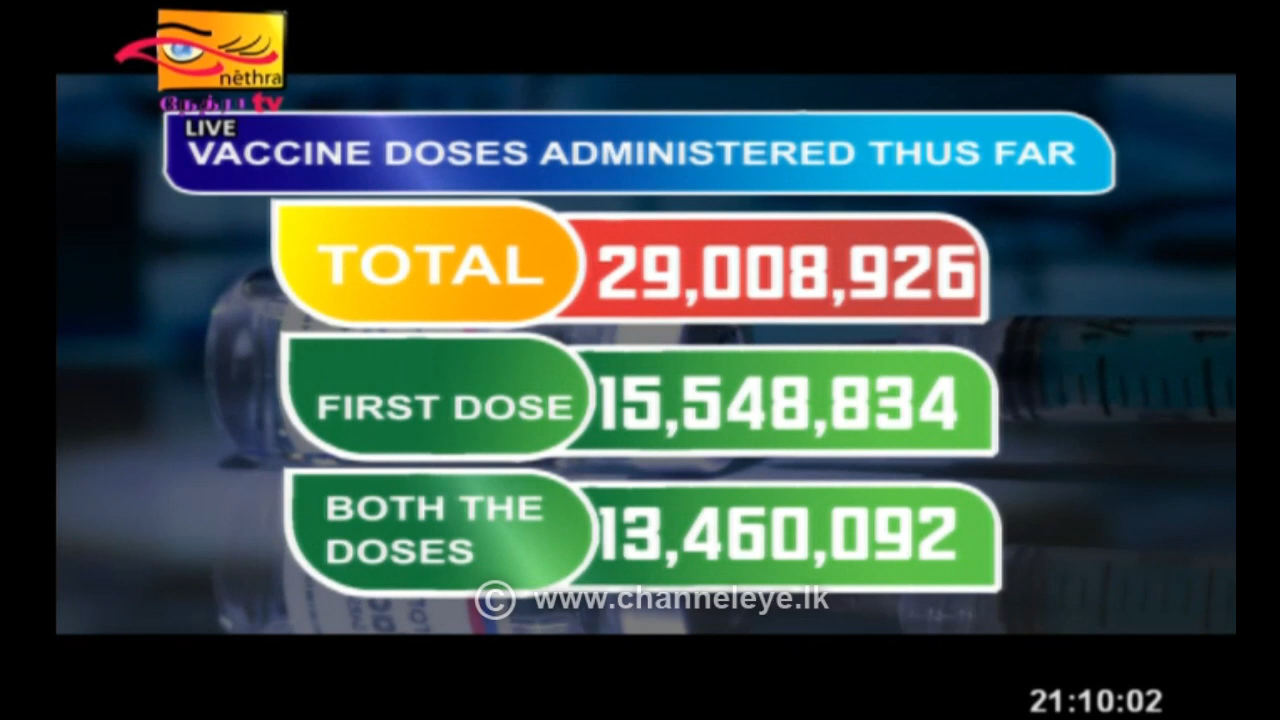 nēthra
நேத்ரா tv
LIVE
VACCINE DOSES ADMINISTERED THUS FAR
TOTAL 29,008,926
FIRST DOSE 15,548,834
BOTH THE
DOSES 13,460,092
© www.channeleye.lk
21:10:02